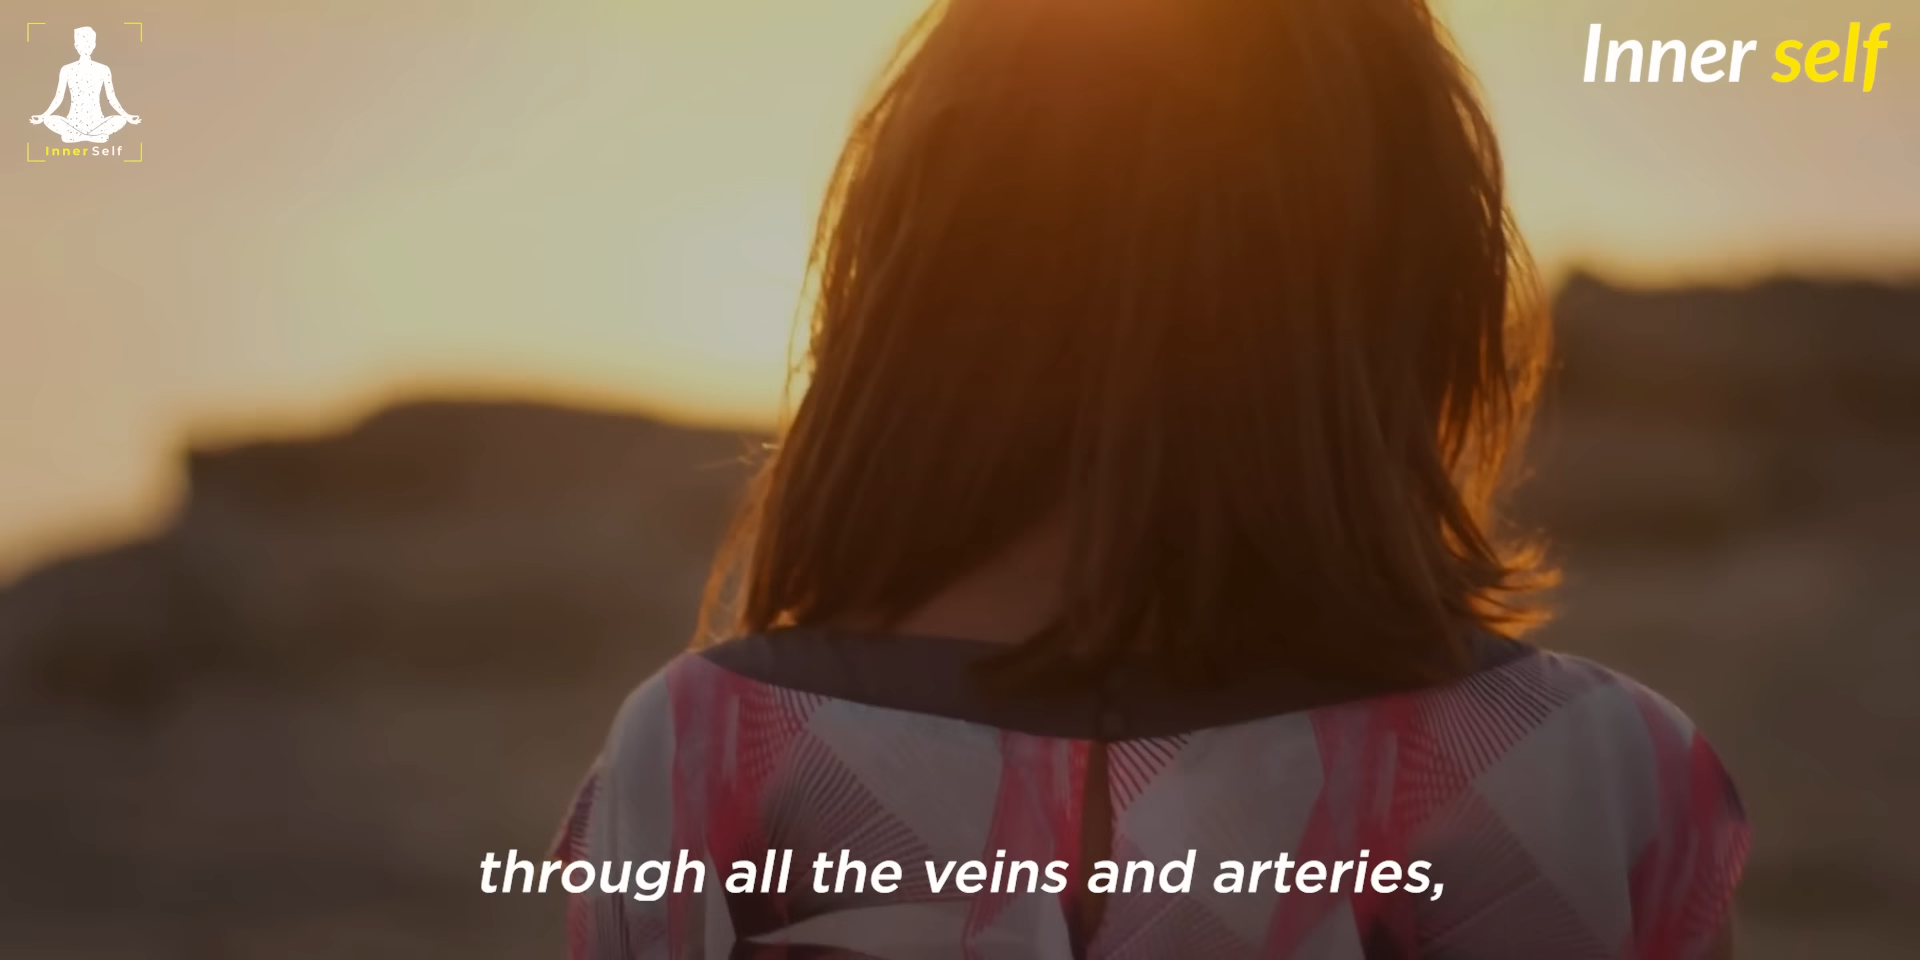 Inner self
InnerSelf
through all the veins and arteries,